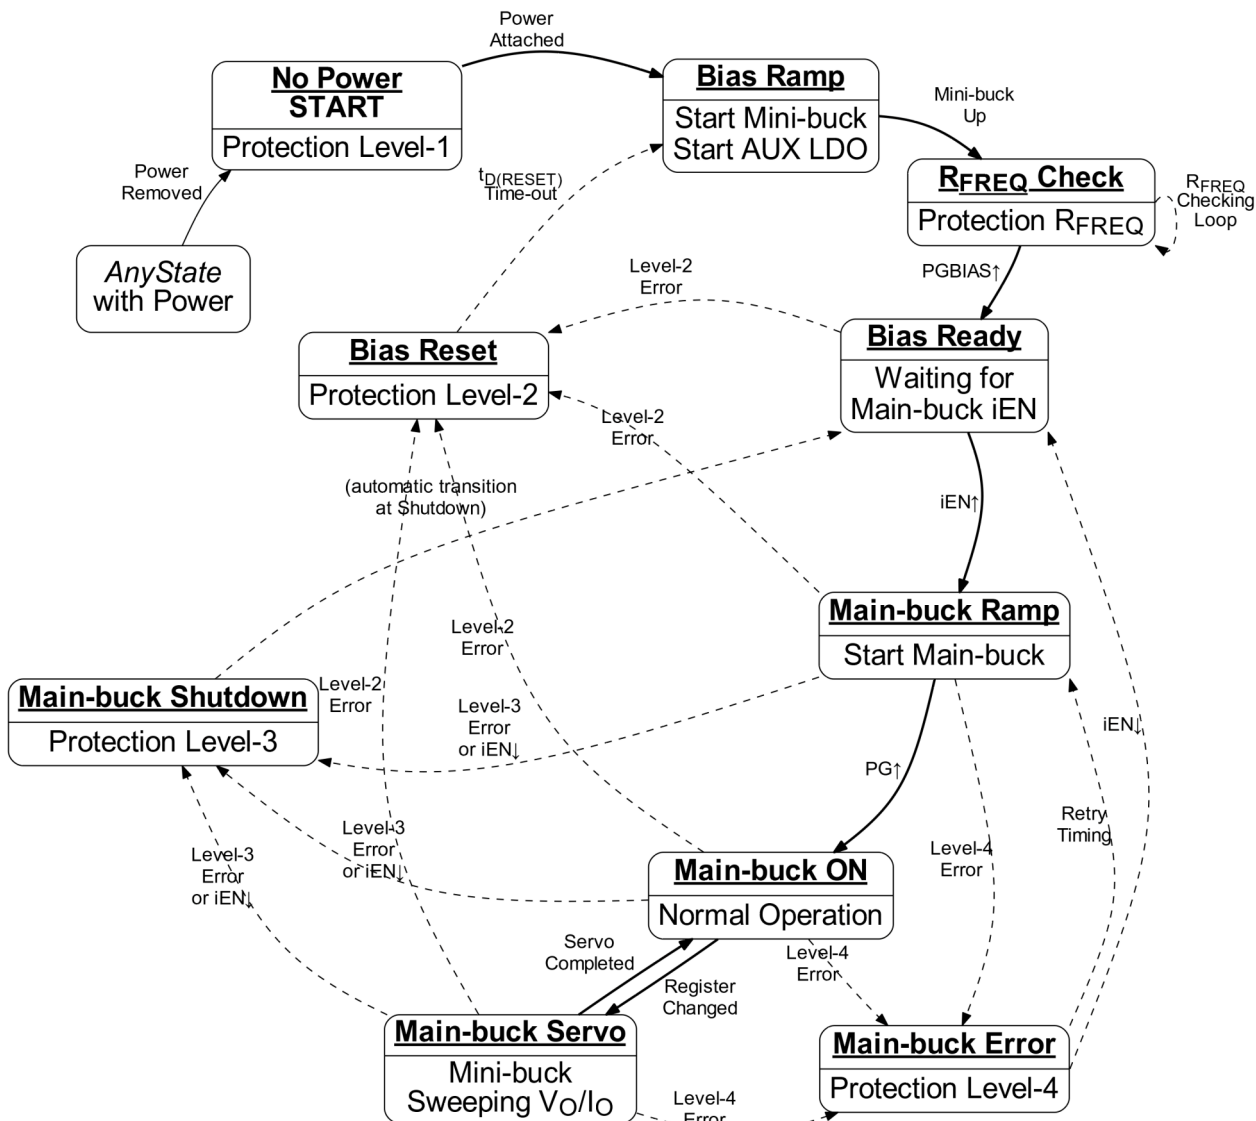 Power
Attached
No Power
START
Protection Level-1
Bias Ramp
Start Mini-buck
Start AUX LDO
Mini-buck
Up
Power
Removed
tD(RESET)
Time-out
RFREQ Check
Protection RFREQ
RFREQ
Checking
Loop
AnyState
with Power
Level-2
Error
PGBIAS↑
Bias Reset
Protection Level-2
Bias Ready
Waiting for
Main-buck iEN
Level-2
Error
(automatic transition
at Shutdown)
iEN↑
Main-buck Ramp
Start Main-buck
Level-2
Error
Main-buck Shutdown
Protection Level-3
Level-2
Error
Level-3
Error
or iEN↓
iEN↓
PG↑
Retry
Timing
Level-3
Error
or iEN↓
Level-3
Error
or iEN↓
Level-4
Error
Main-buck ON
Normal Operation
Servo
Completed
Level-4
Error
Register
Changed
Main-buck Servo
Mini-buck
Sweeping VO/IO
Main-buck Error
Protection Level-4
Level-4
Error